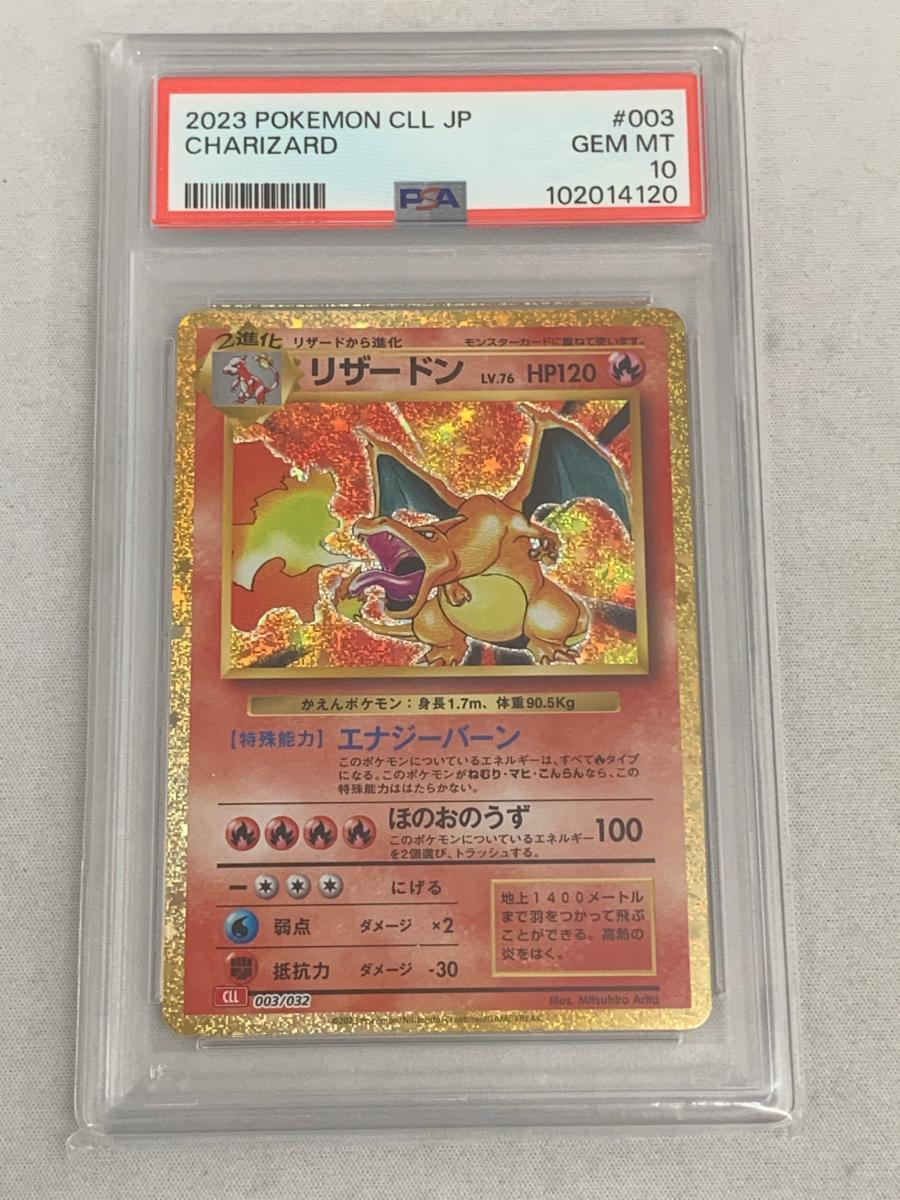 2023 POKEMON CLL JP #003
CHARIZARD GEM MT
10
PSA 102014120
2進化 リザードから進化 モンスターカードに重ねて使います。
リザードン LV.76 HP120
かえんポケモン：身長1.7m、体重90.5Kg
【特殊能力】 エナジーバーン
このポケモンについているエネルギーは、すべてタイプ
になる。このポケモンがねむり・マヒ・こんらんなら、この
特殊能力ははたらかない。
ほのおのうず 100
このポケモンについているエネルギー
を2個選び、トラッシュする。
にげる
弱点 ダメージ ×2
抵抗力 ダメージ -30
地上１４００メートル
まで羽をつかって飛ぶ
ことができる。高熱の
炎をはく。
CLL 003/032 Illus. Mitsuhiro Arita
©2023 Pokémon/Nintendo/Creatures/GAME FREAK